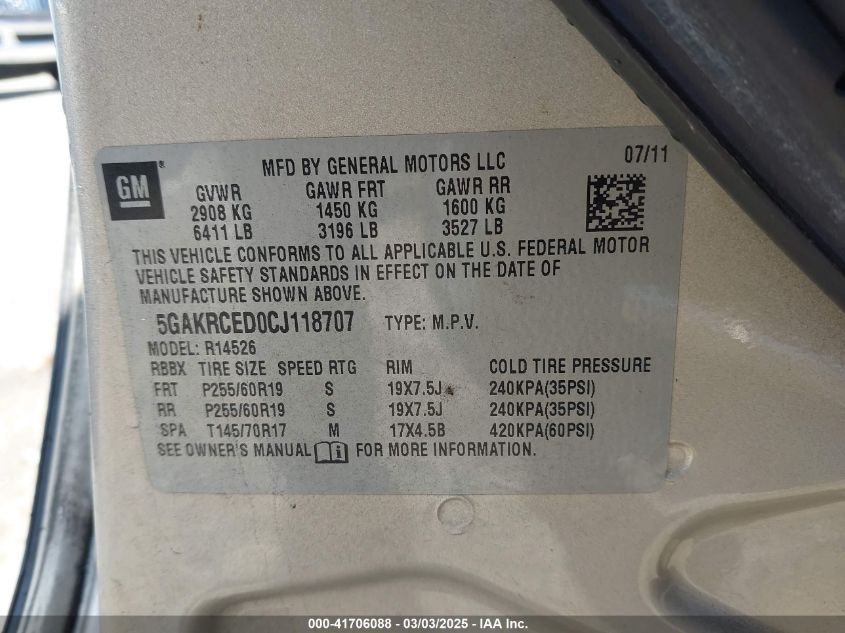 GM ®
MFD BY GENERAL MOTORS LLC 07/11
GVWR GAWR FRT GAWR RR
2908 KG 1450 KG 1600 KG
6411 LB 3196 LB 3527 LB
THIS VEHICLE CONFORMS TO ALL APPLICABLE U.S. FEDERAL MOTOR
VEHICLE SAFETY STANDARDS IN EFFECT ON THE DATE OF
MANUFACTURE SHOWN ABOVE.
5GAKRCED0CJ118707 TYPE: M.P.V.
MODEL: R14526
RBBX TIRE SIZE SPEED RTG RIM COLD TIRE PRESSURE
FRT P255/60R19 S 19X7.5J 240KPA(35PSI)
RR P255/60R19 S 19X7.5J 240KPA(35PSI)
SPA T145/70R17 M 17X4.5B 420KPA(60PSI)
SEE OWNER'S MANUAL i FOR MORE INFORMATION.
000-41706088 - 03/03/2025 - IAA Inc.